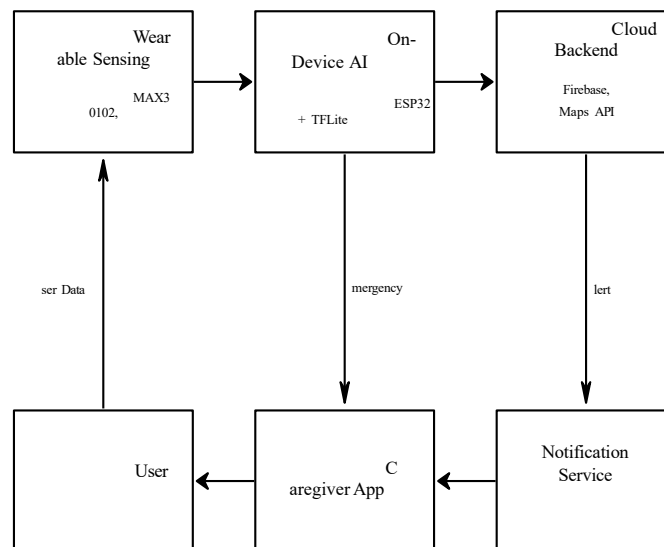 Wear
able Sensing
MAX3
0102,
On-
Device AI
ESP32
+ TFLite
Cloud
Backend
Firebase,
Maps API
ser Data
mergency
lert
User
C
aregiver App
Notification
Service